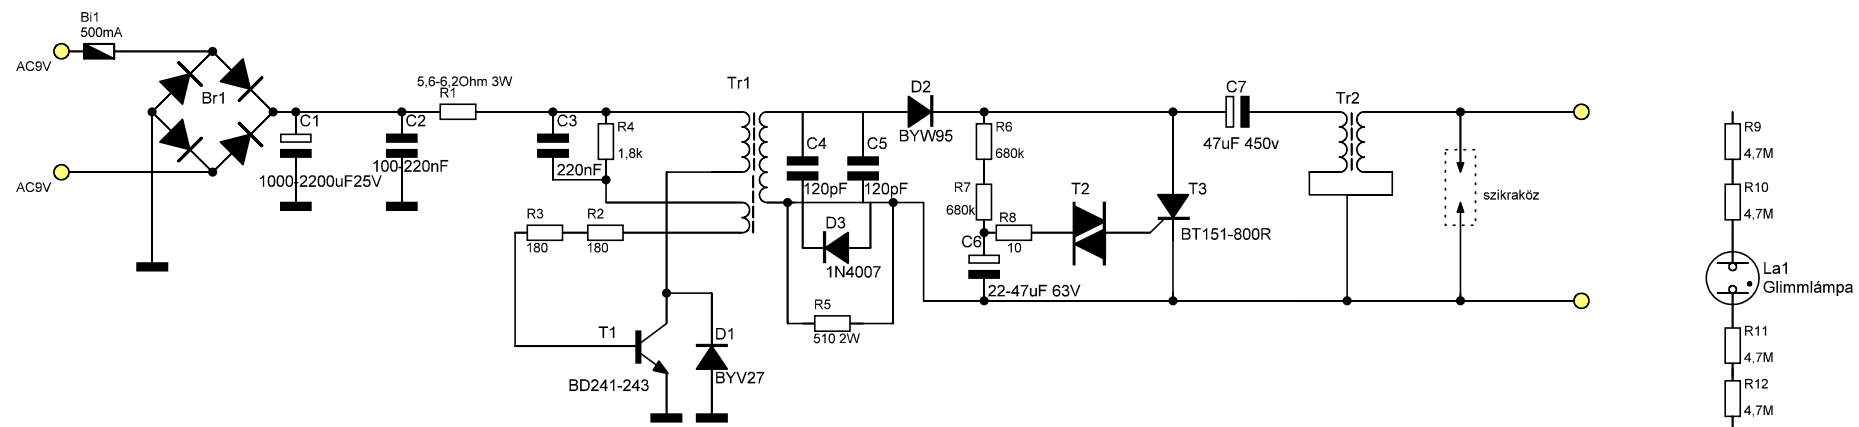 Bi1
500mA
AC9V
Br1
AC9V
C1
1000-2200uF25V
C2
100-220nF
5,6-6,2Ohm 3W
R1
C3
220nF
R4
1,8k
R3
180
R2
180
T1
BD241-243
D1
BYV27
Tr1
C4
120pF
C5
120pF
D3
1N4007
R5
510 2W
D2
BYW95
R6
680k
R7
680k
C6
22-47uF 63V
R8
10
T2
T3
BT151-800R
C7
47uF 450v
Tr2
szikraköz
R9
4,7M
R10
4,7M
La1
Glimmlámpa
R11
4,7M
R12
4,7M